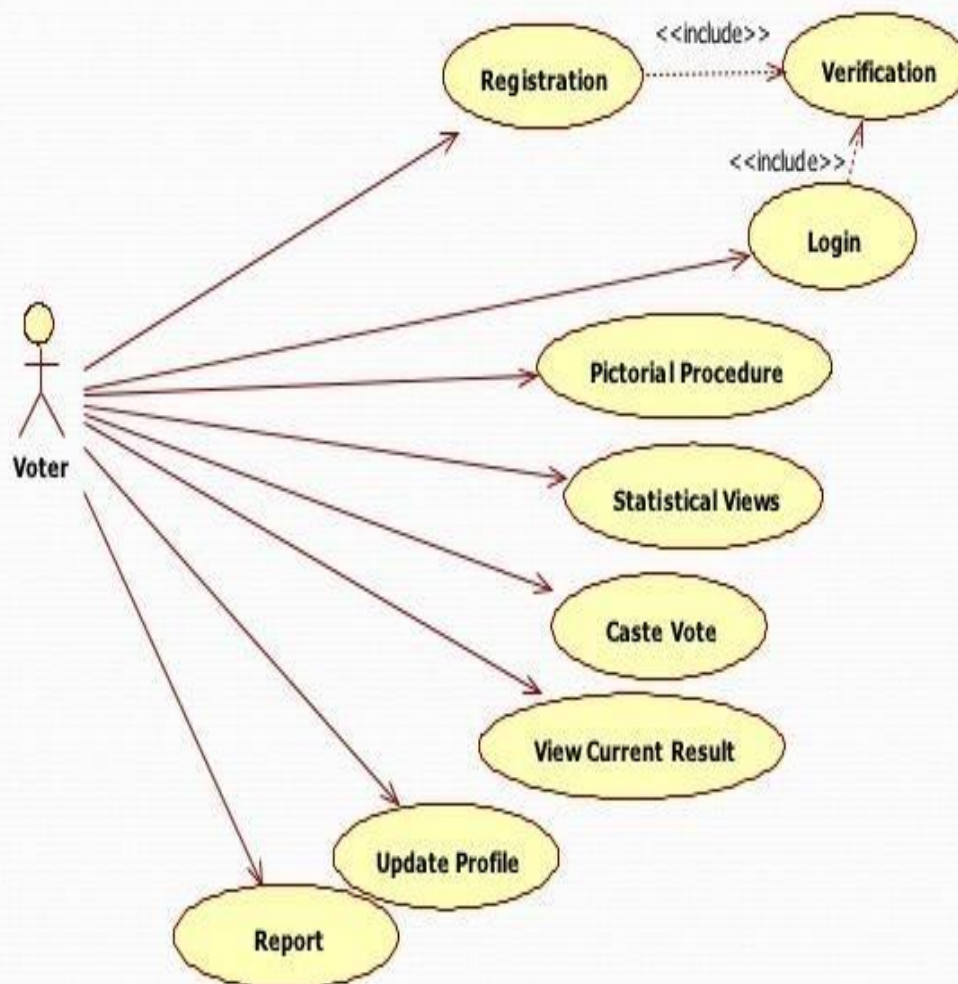 <<include>>
Registration
Verification
<<include>>
Login
Pictorial Procedure
Voter
Statistical Views
Caste Vote
View Current Result
Update Profile
Report